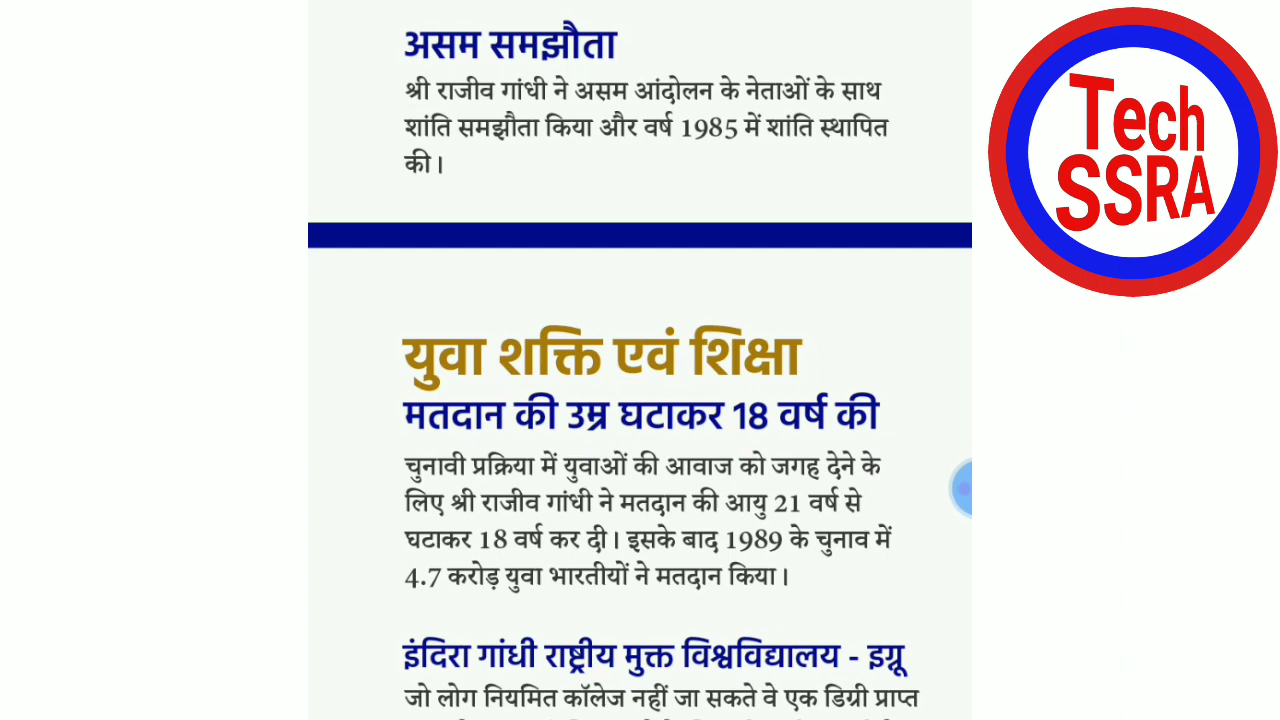 असम समझौता
श्री राजीव गांधी ने असम आंदोलन के नेताओं के साथ
शांति समझौता किया और वर्ष 1985 में शांति स्थापित
की।
युवा शक्ति एवं शिक्षा
मतदान की उम्र घटाकर 18 वर्ष की
चुनावी प्रक्रिया में युवाओं की आवाज को जगह देने के
लिए श्री राजीव गांधी ने मतदान की आयु 21 वर्ष से
घटाकर 18 वर्ष कर दी। इसके बाद 1989 के चुनाव में
4.7 करोड़ युवा भारतीयों ने मतदान किया।
इंदिरा गांधी राष्ट्रीय मुक्त विश्वविद्यालय - इग्नू
जो लोग नियमित कॉलेज नहीं जा सकते वे एक डिग्री प्राप्त
Tech
SSRA